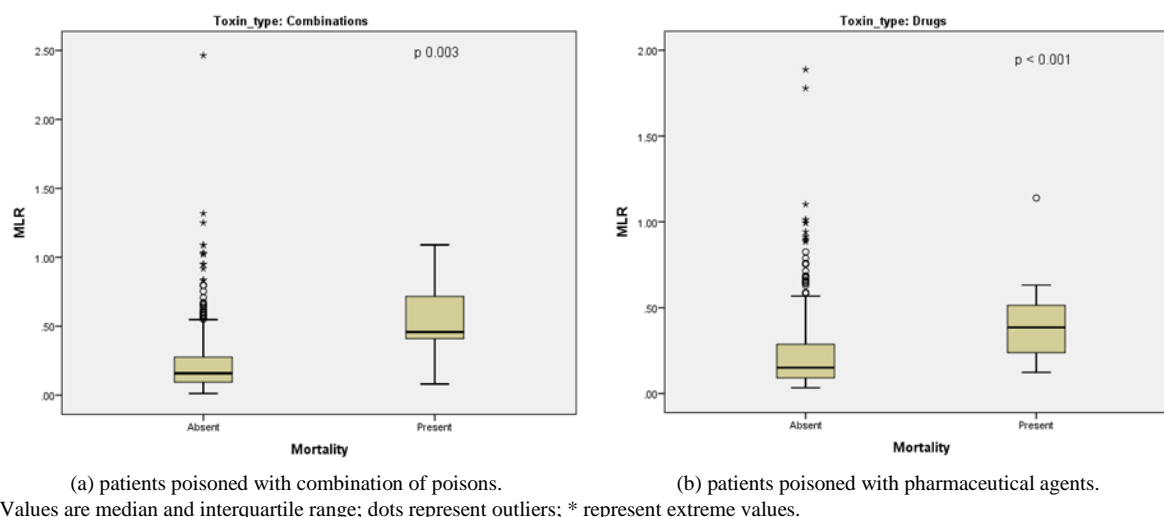 Toxin_type: Combinations
p 0.003
2.50
2.00
1.50
1.00
.50
.00
MLR
Absent
Present
Mortality
Toxin_type: Drugs
p < 0.001
2.00
1.50
1.00
.50
.00
MLR
Absent
Present
Mortality
(a) patients poisoned with combination of poisons.
(b) patients poisoned with pharmaceutical agents.
Values are median and interquartile range; dots represent outliers; * represent extreme values.